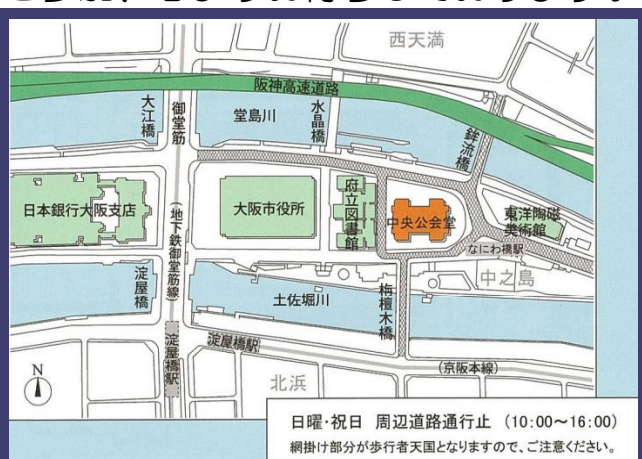 西天満
阪神高速道路
大江橋
御堂筋
堂島川
水晶橋
鉾流橋
日本銀行大阪支店
(地下鉄御堂筋線)
大阪市役所
府立図書館
中央公会堂
東洋陶磁
美術館
なにわ橋駅
中之島
淀屋橋
土佐堀川
栴檀木橋
淀屋橋駅
淀屋橋駅
(京阪本線)
北浜
N
日曜・祝日 周辺道路通行止 (10:00~16:00)
網掛け部分が歩行者天国となりますので、ご注意ください。